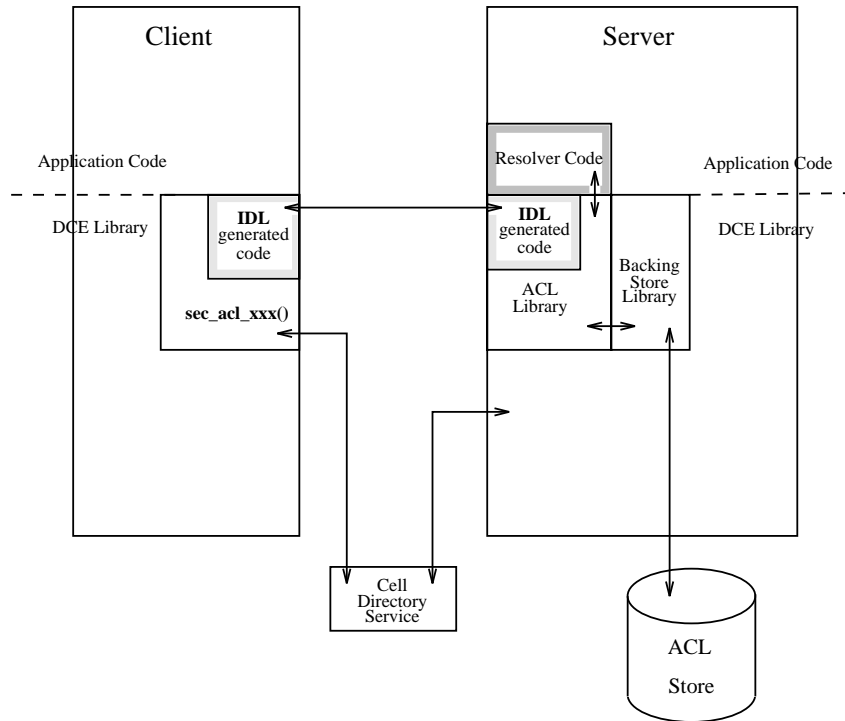 Client
Server
Application Code
Resolver Code
Application Code
DCE Library
IDL
generated
code
IDL
generated
code
DCE Library
ACL
Library
Backing
Store
Library
sec_acl_xxx()
Cell
Directory
Service
ACL
Store